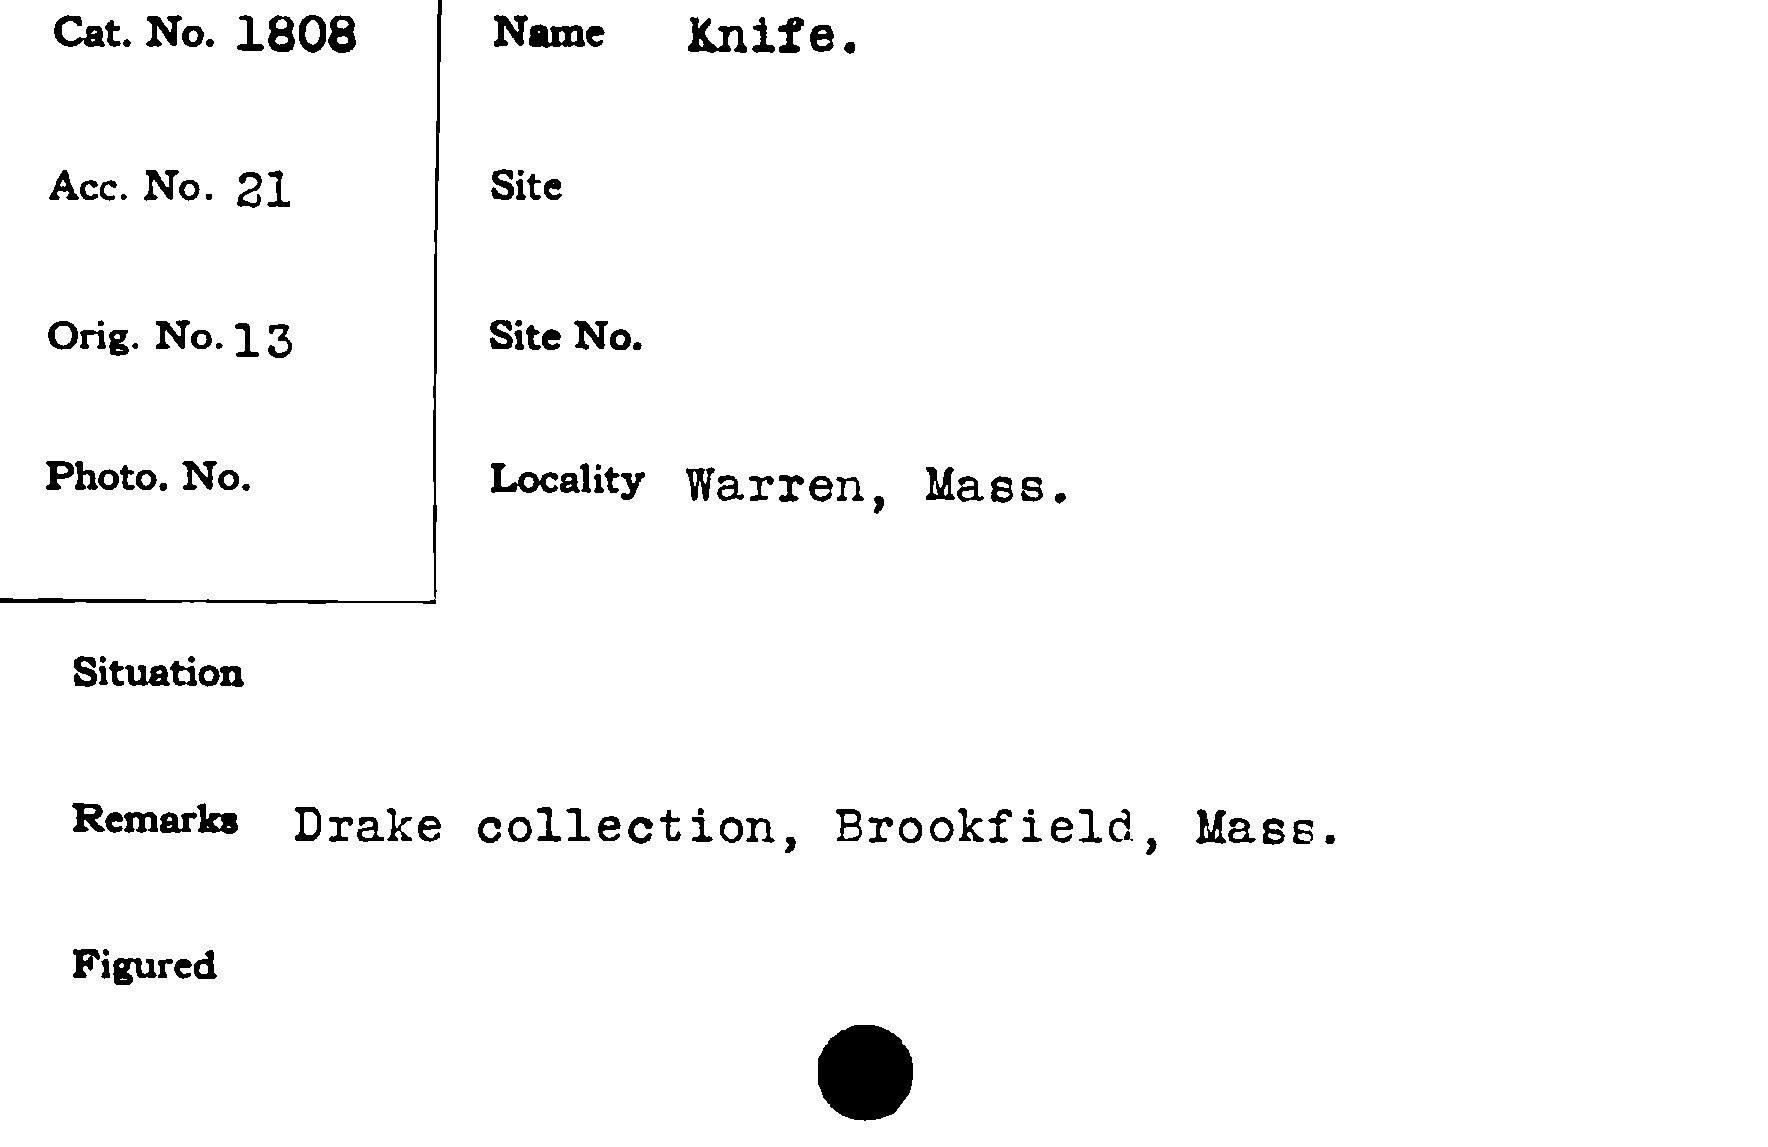 Cat. No. 1808
Acc. No. 21
Orig. No. 13
Photo. No.
Name Knife.
Site
Site No.
Locality Warren, Mass.
Situation
Remarks Drake collection, Brookfield, Mass.
Figured